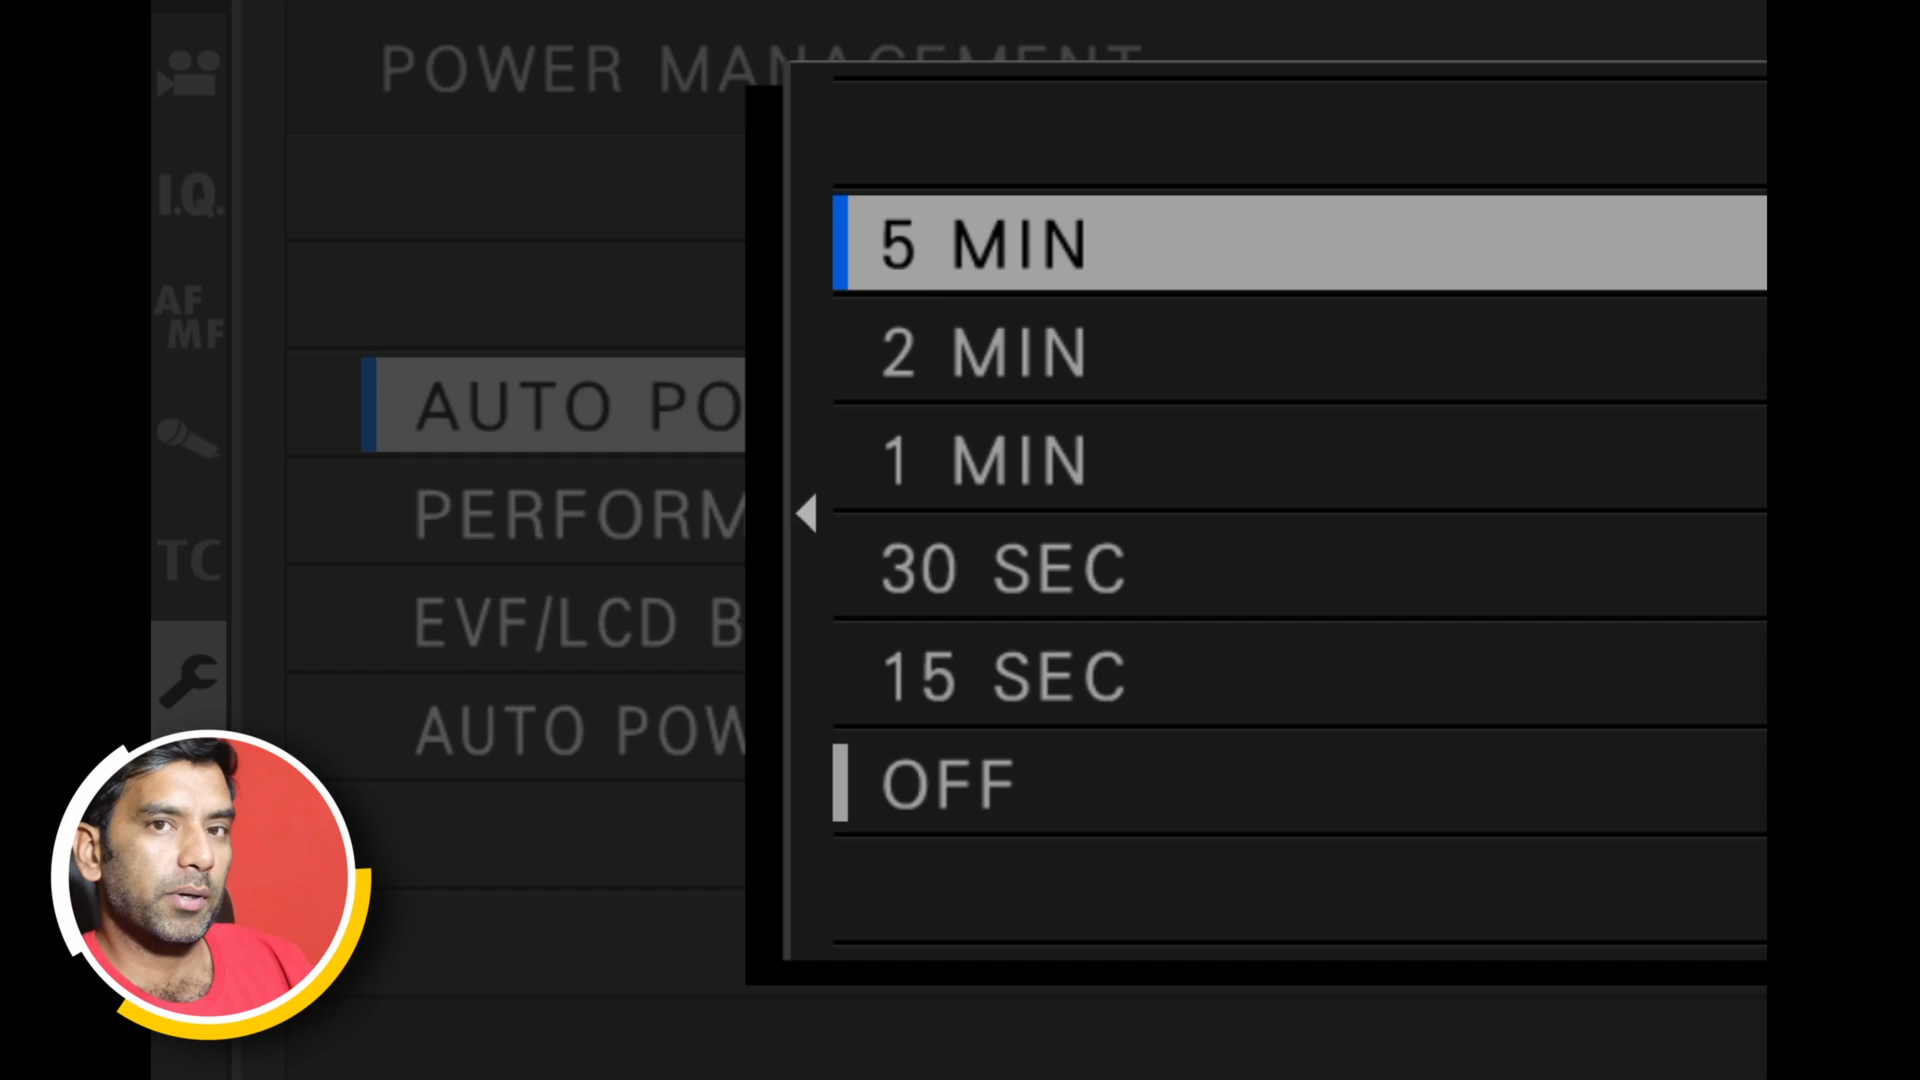 POWER MANAGEMENT
I.Q.
AF
MF
TC
AUTO PO
PERFORM
EVF/LCD B
AUTO POW
5 MIN
2 MIN
1 MIN
30 SEC
15 SEC
OFF